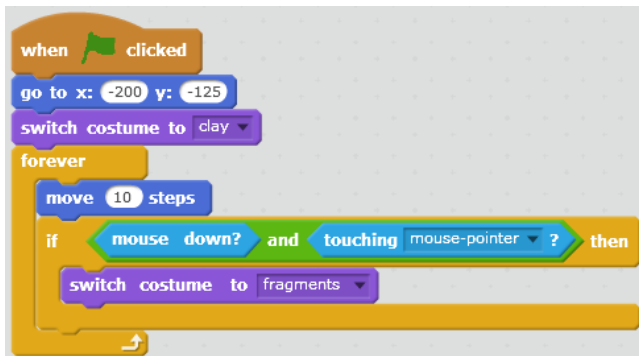 when clicked
go to x: -200 y: -125
switch costume to clay
forever
move 10 steps
if mouse down? and touching mouse-pointer ? then
switch costume to fragments